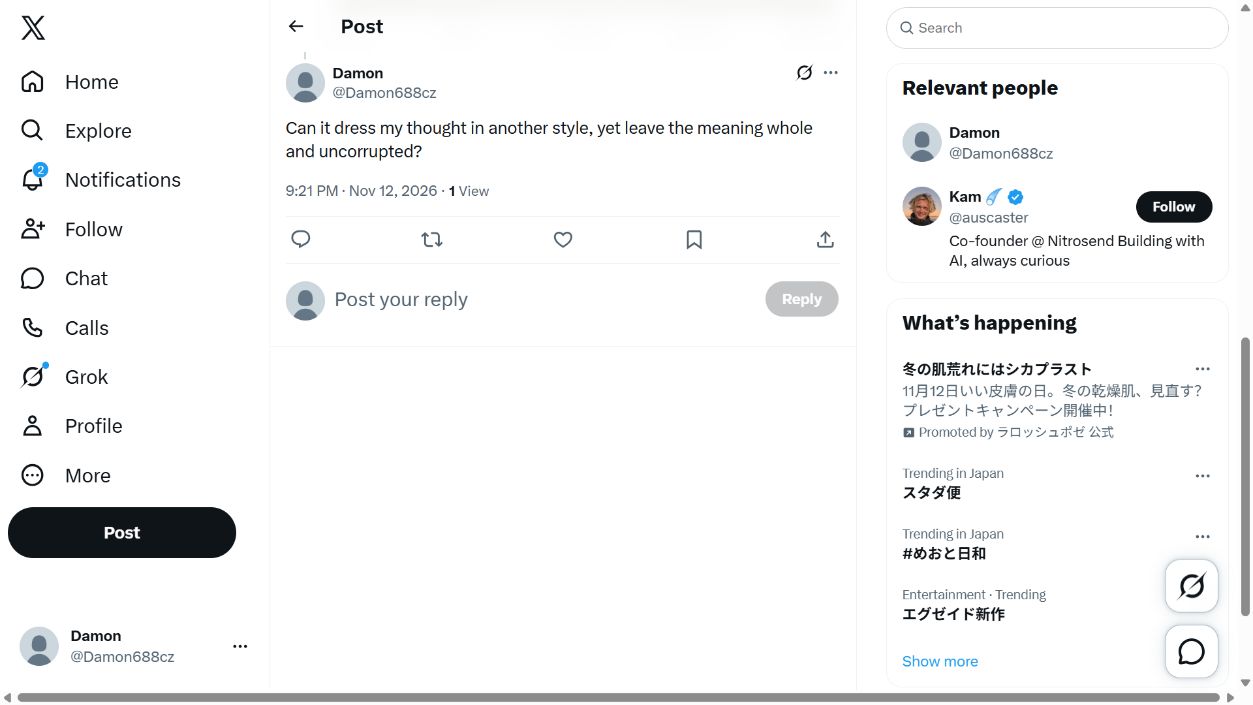 Home
Explore
2
Notifications
Follow
Chat
Calls
Grok
Profile
More
Post
Damon
@Damon688cz
Post
Damon
@Damon688cz
Can it dress my thought in another style, yet leave the meaning whole
and uncorrupted?
9:21 PM · Nov 12, 2026 · 1 View
Post your reply
Reply
Search
Relevant people
Damon
@Damon688cz
Kam
@auscaster
Follow
Co-founder @ Nitrosend Building with
AI, always curious
What’s happening
冬の肌荒れにはシカプラスト
11月12日いい皮膚の日。冬の乾燥肌、見直す?
プレゼントキャンペーン開催中!
Promoted by ラロッシュポゼ 公式
Trending in Japan
スタダ便
Trending in Japan
#めおと日和
Entertainment · Trending
エグゼイド新作
Show more